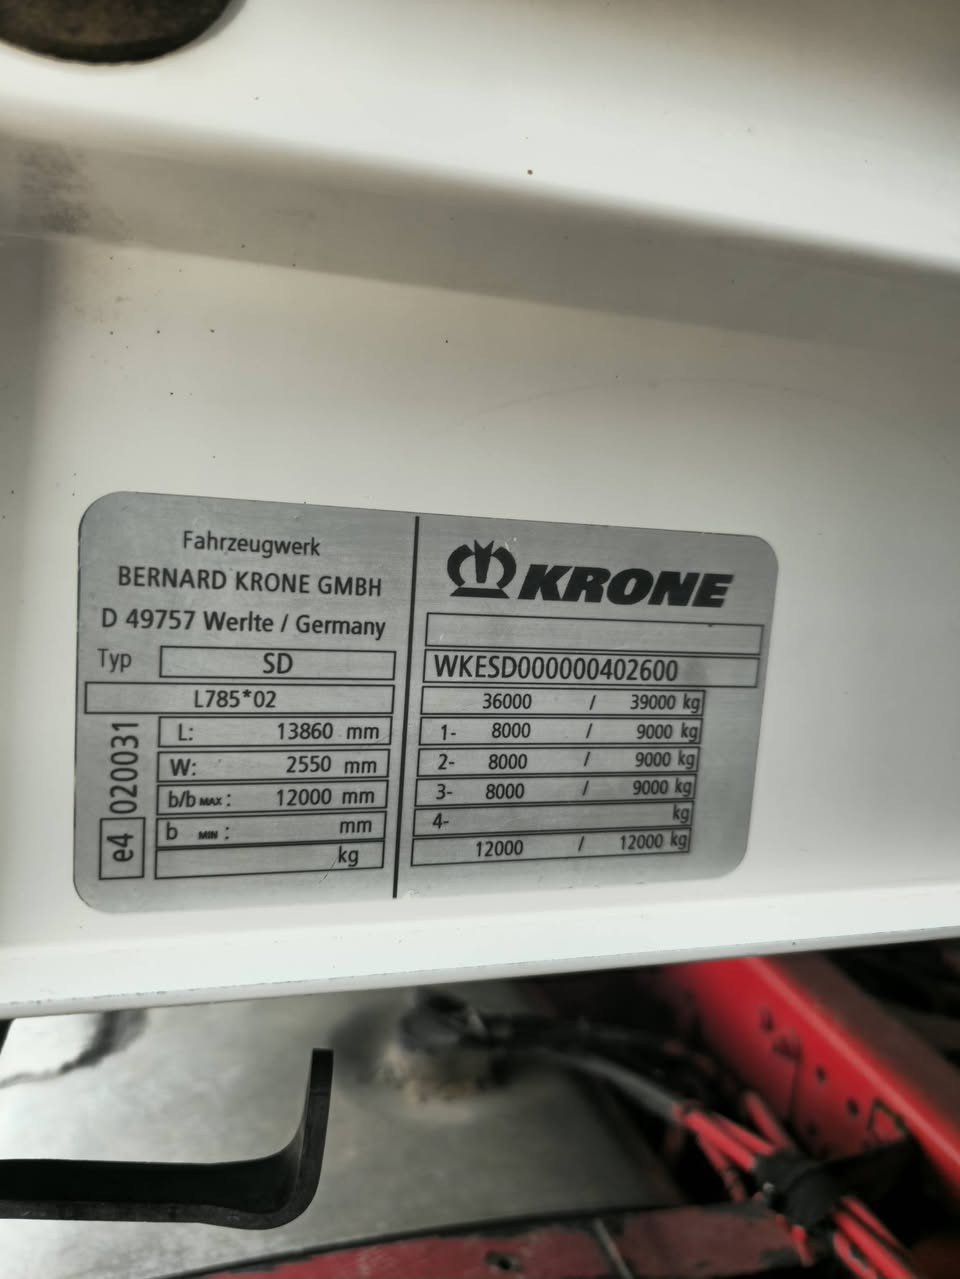 Fahrzeugwerk
BERNARD KRONE GMBH
D 49757 Werlte / Germany
Typ SD
L785*02
L: 13860 mm
W: 2550 mm
b/b MAX : 12000 mm
b MIN : mm
kg
e4 020031
KRONE
WKESD000000402600
36000 / 39000 kg
1- 8000 / 9000 kg
2- 8000 / 9000 kg
3- 8000 / 9000 kg
4- kg
12000 / 12000 kg